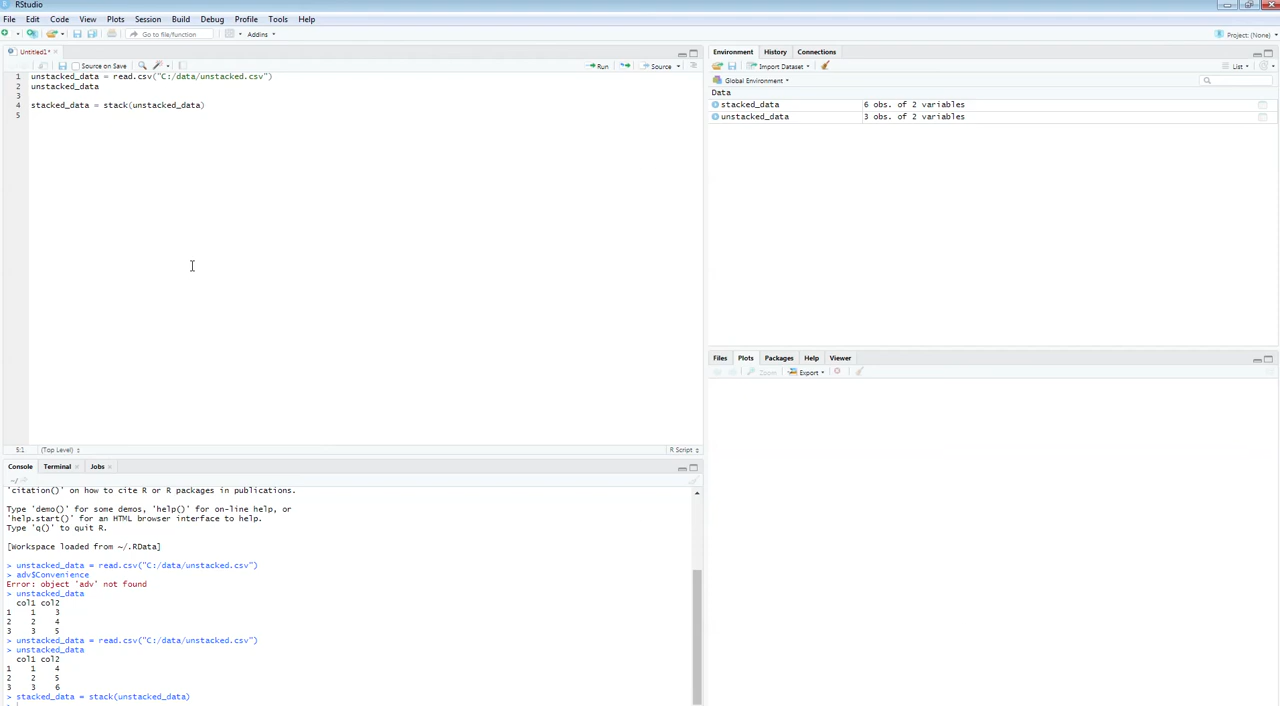 RStudio
File Edit Code View Plots Session Build Debug Profile Tools Help
Go to file/function Addins
Project: (None)
Untitled1*
Source on Save Run Source
1 unstacked_data = read.csv("C:/data/unstacked.csv")
2 unstacked_data
3
4 stacked_data = stack(unstacked_data)
5
5:1 (Top Level) R Script
Console Terminal Jobs
~/
'citation()' on how to cite R or R packages in publications.
Type 'demo()' for some demos, 'help()' for on-line help, or
'help.start()' for an HTML browser interface to help.
Type 'q()' to quit R.
[Workspace loaded from ~/.RData]
> unstacked_data = read.csv("C:/data/unstacked.csv")
> adv$Convenience
Error: object 'adv' not found
> unstacked_data
col1 col2
1 1 3
2 2 4
3 3 5
> unstacked_data = read.csv("C:/data/unstacked.csv")
> unstacked_data
col1 col2
1 1 4
2 2 5
3 3 6
> stacked_data = stack(unstacked_data)
>
Environment History Connections
Import Dataset List
Global Environment
Data
stacked_data 6 obs. of 2 variables
unstacked_data 3 obs. of 2 variables
Files Plots Packages Help Viewer
Zoom Export